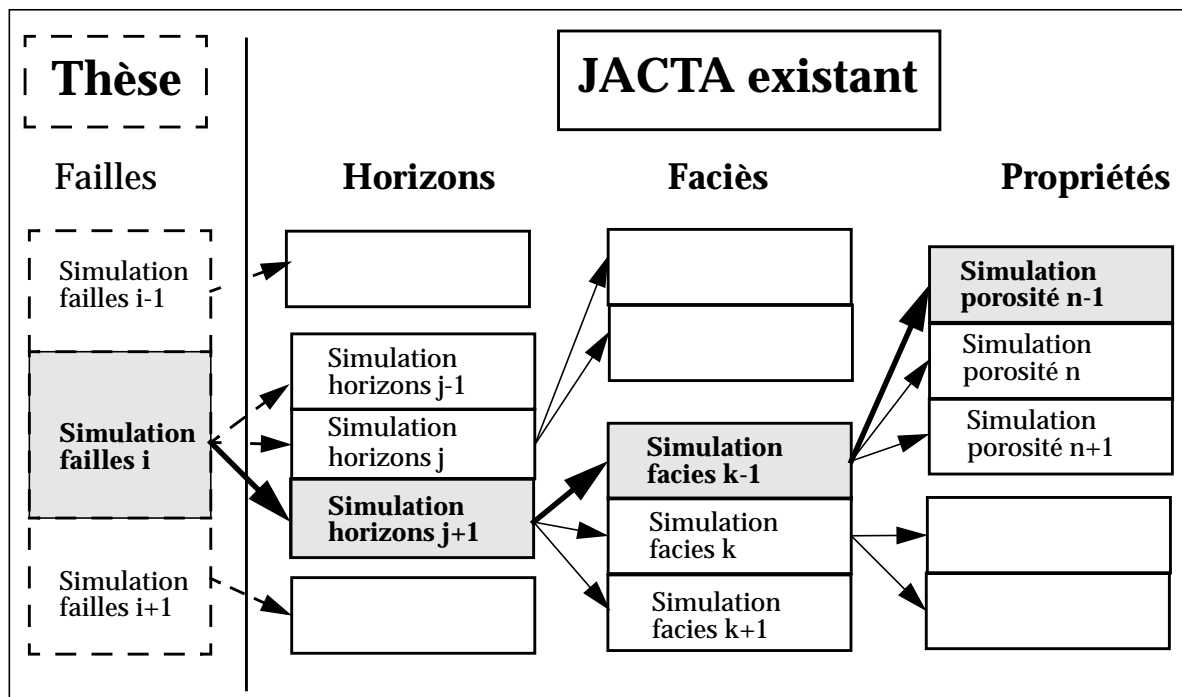 Thèse
JACTA existant
Failles
Horizons
Faciès
Propriétés
Simulation
failles i-1
Simulation
failles i
Simulation
failles i+1
Simulation
horizons j-1
Simulation
horizons j
Simulation
horizons j+1
Simulation
facies k-1
Simulation
facies k
Simulation
facies k+1
Simulation
porosité n-1
Simulation
porosité n
Simulation
porosité n+1